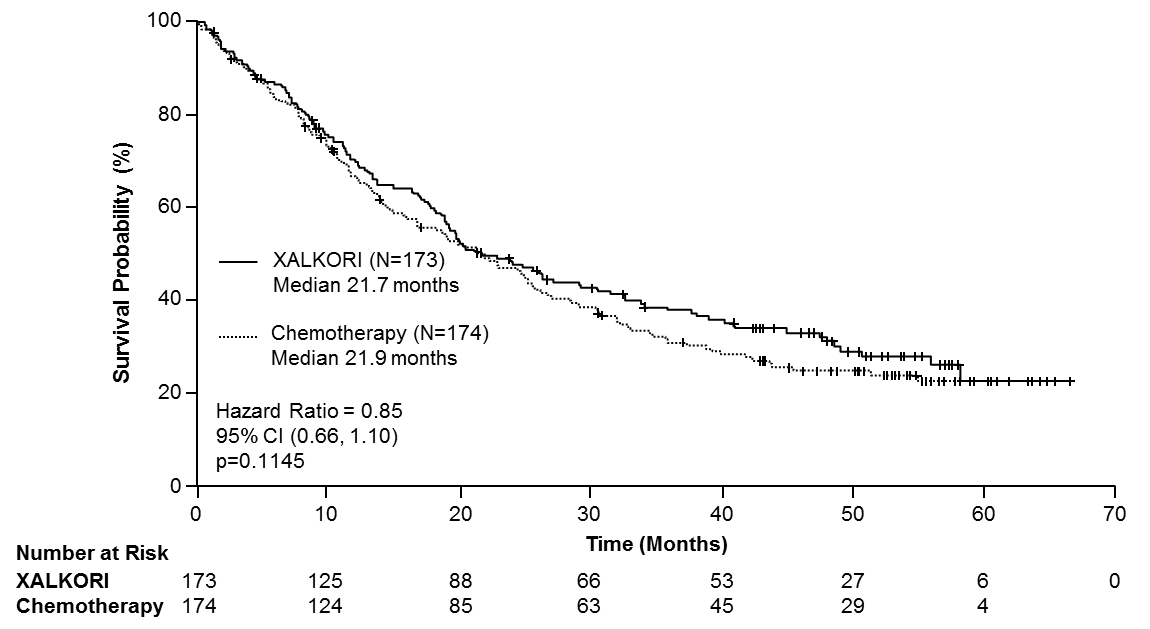 100
80
60
40
20
0
Survival Probability (%)
XALKORI (N=173)
Median 21.7 months
Chemotherapy (N=174)
Median 21.9 months
Hazard Ratio = 0.85
95% CI (0.66, 1.10)
p=0.1145
0 10 20 30 40 50 60 70
Time (Months)
Number at Risk
XALKORI 173 125 88 66 53 27 6 0
Chemotherapy 174 124 85 63 45 29 4